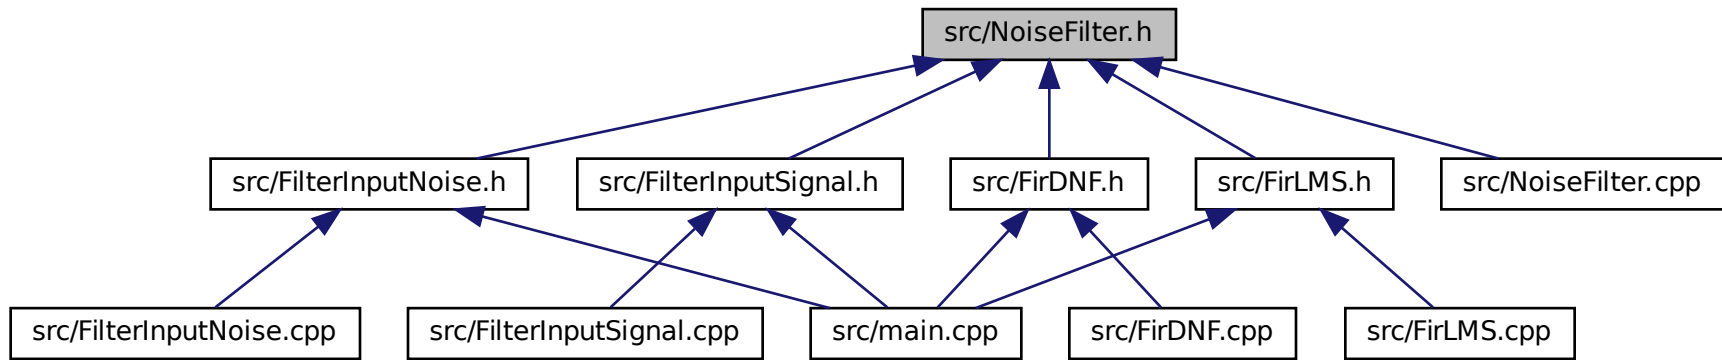 src/NoiseFilter.h
src/FilterInputNoise.h
src/FilterInputSignal.h
src/FirDNF.h
src/FirLMS.h
src/NoiseFilter.cpp
src/FilterInputNoise.cpp
src/FilterInputSignal.cpp
src/main.cpp
src/FirDNF.cpp
src/FirLMS.cpp